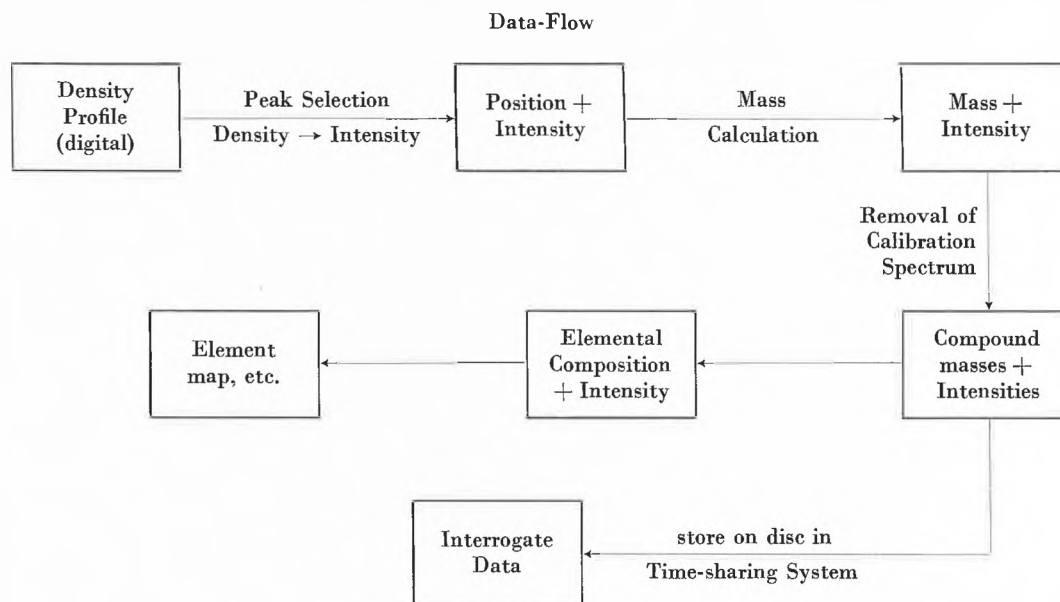 Data-Flow
Density
Profile
(digital)
Peak Selection
Density → Intensity
Position +
Intensity
Mass
Calculation
Mass +
Intensity
Removal of
Calibration
Spectrum
Compound
masses +
Intensities
Elemental
Composition
+ Intensity
Element
map, etc.
store on disc in
Time-sharing System
Interrogate
Data